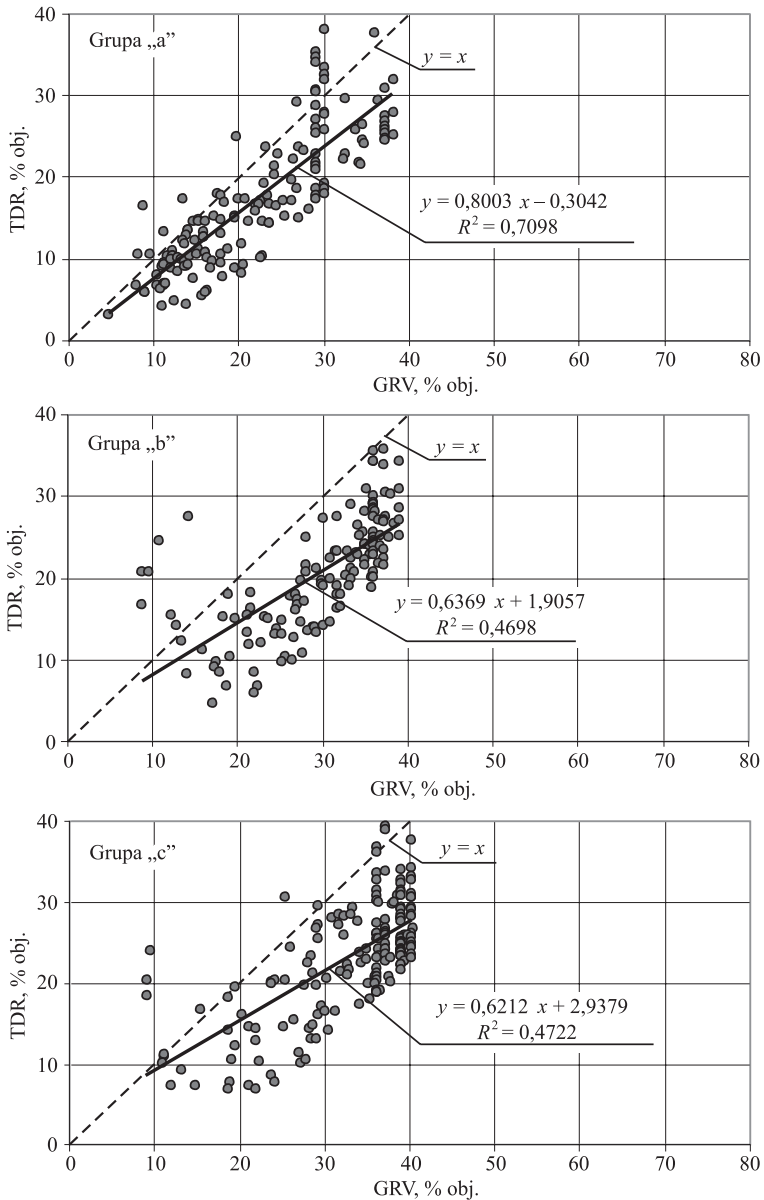 40
Grupa „a”
y = x
30
TDR, % obj.
20
y = 0,8003 x – 0,3042
R² = 0,7098
10
0
0 10 20 30 40 50 60 70 80
GRV, % obj.
40
Grupa „b”
y = x
30
TDR, % obj.
20
y = 0,6369 x + 1,9057
R² = 0,4698
10
0
0 10 20 30 40 50 60 70 80
GRV, % obj.
40
Grupa „c”
y = x
30
TDR, % obj.
20
y = 0,6212 x + 2,9379
R² = 0,4722
10
0
0 10 20 30 40 50 60 70 80
GRV, % obj.